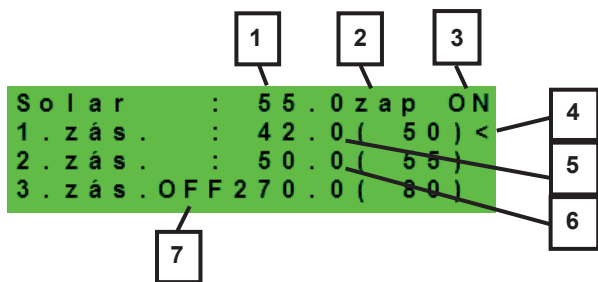 1 2 3
Solar : 55.0zap ON
1.zás. : 42.0( 50)<
2.zás. : 50.0( 55)
3.zás.OFF270.0( 80)
4
5
6
7